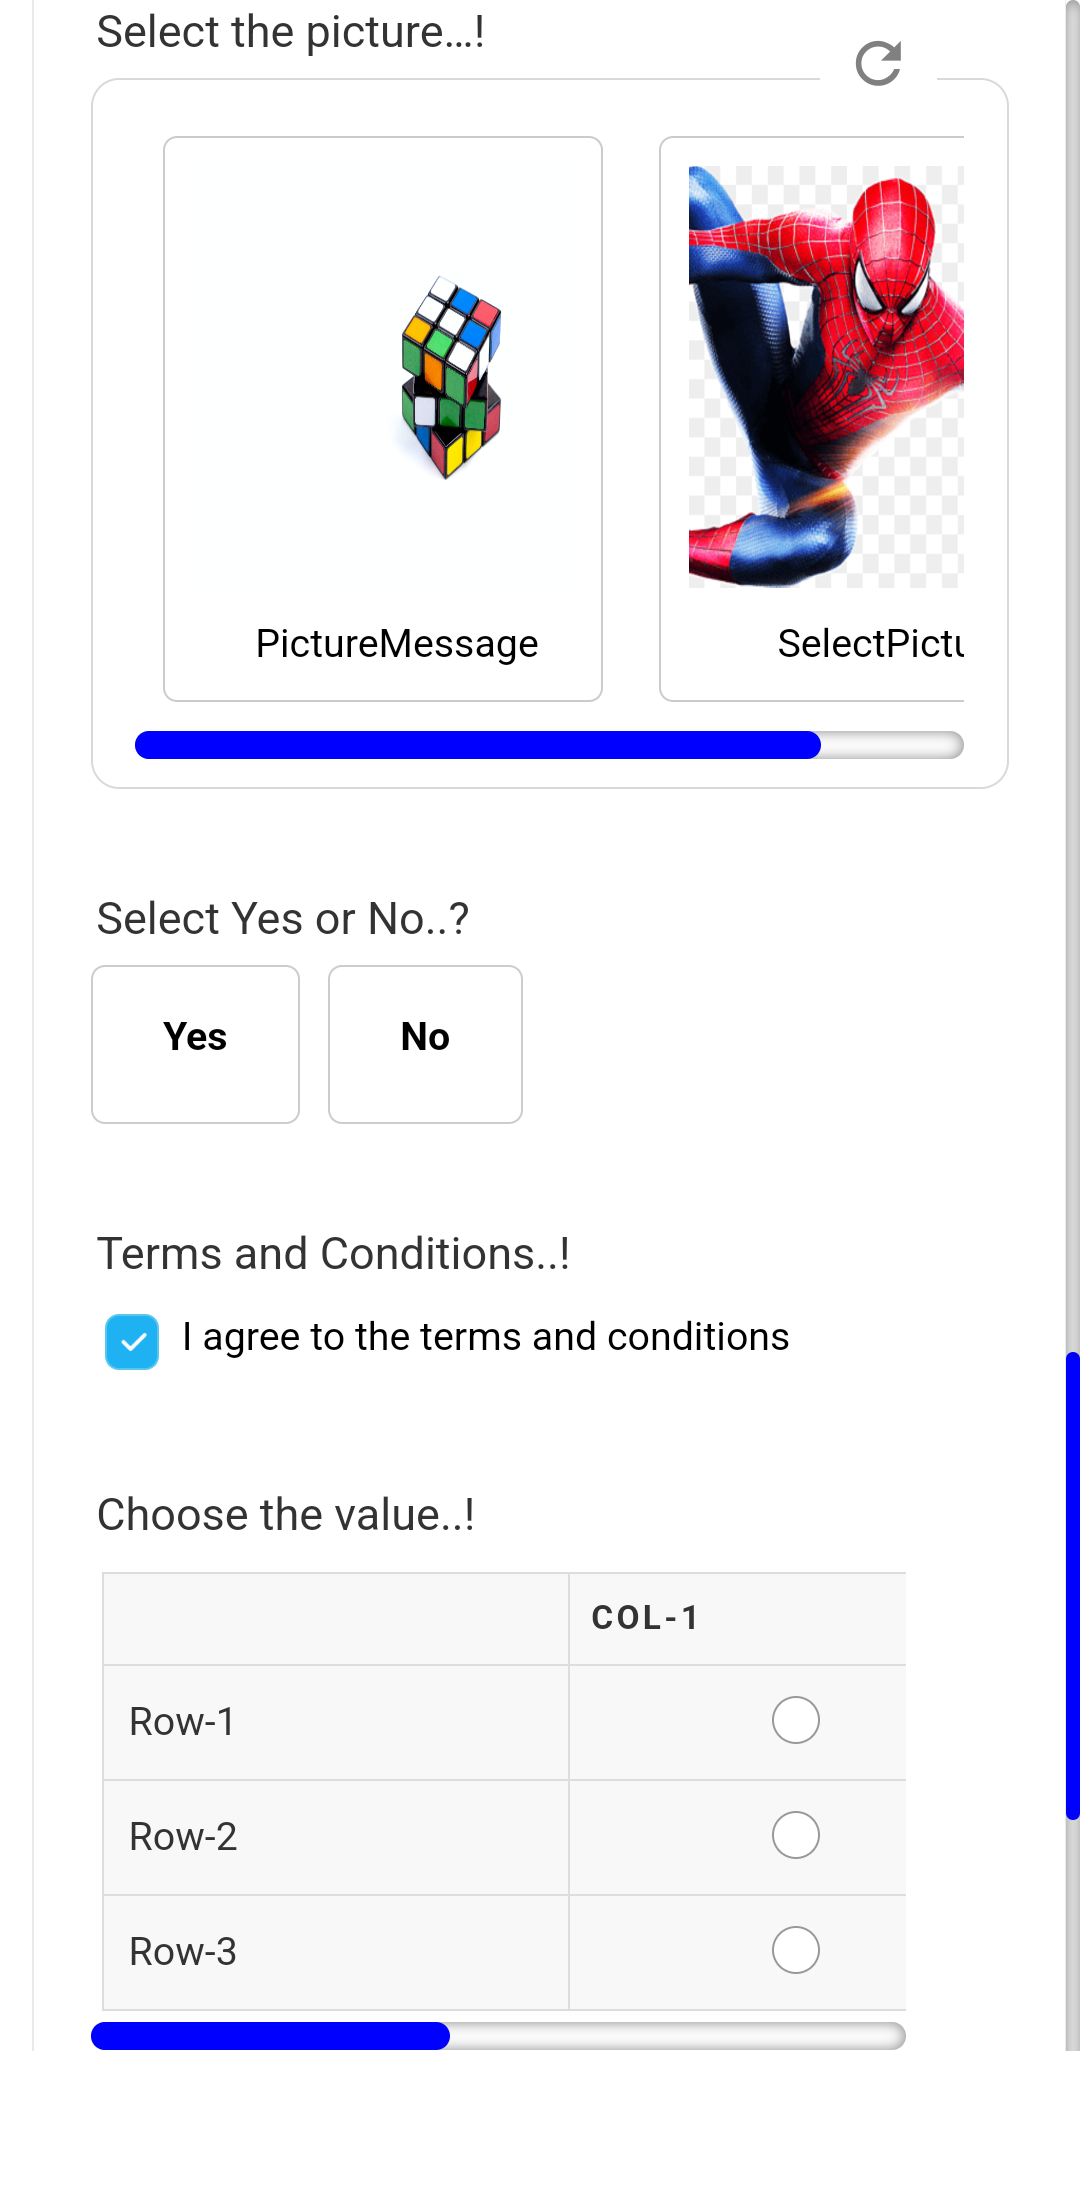 Select the picture...!
PictureMessage
SelectPictu
Select Yes or No..?
Yes
No
Terms and Conditions..!
I agree to the terms and conditions
Choose the value..!
COL-1
Row-1
Row-2
Row-3